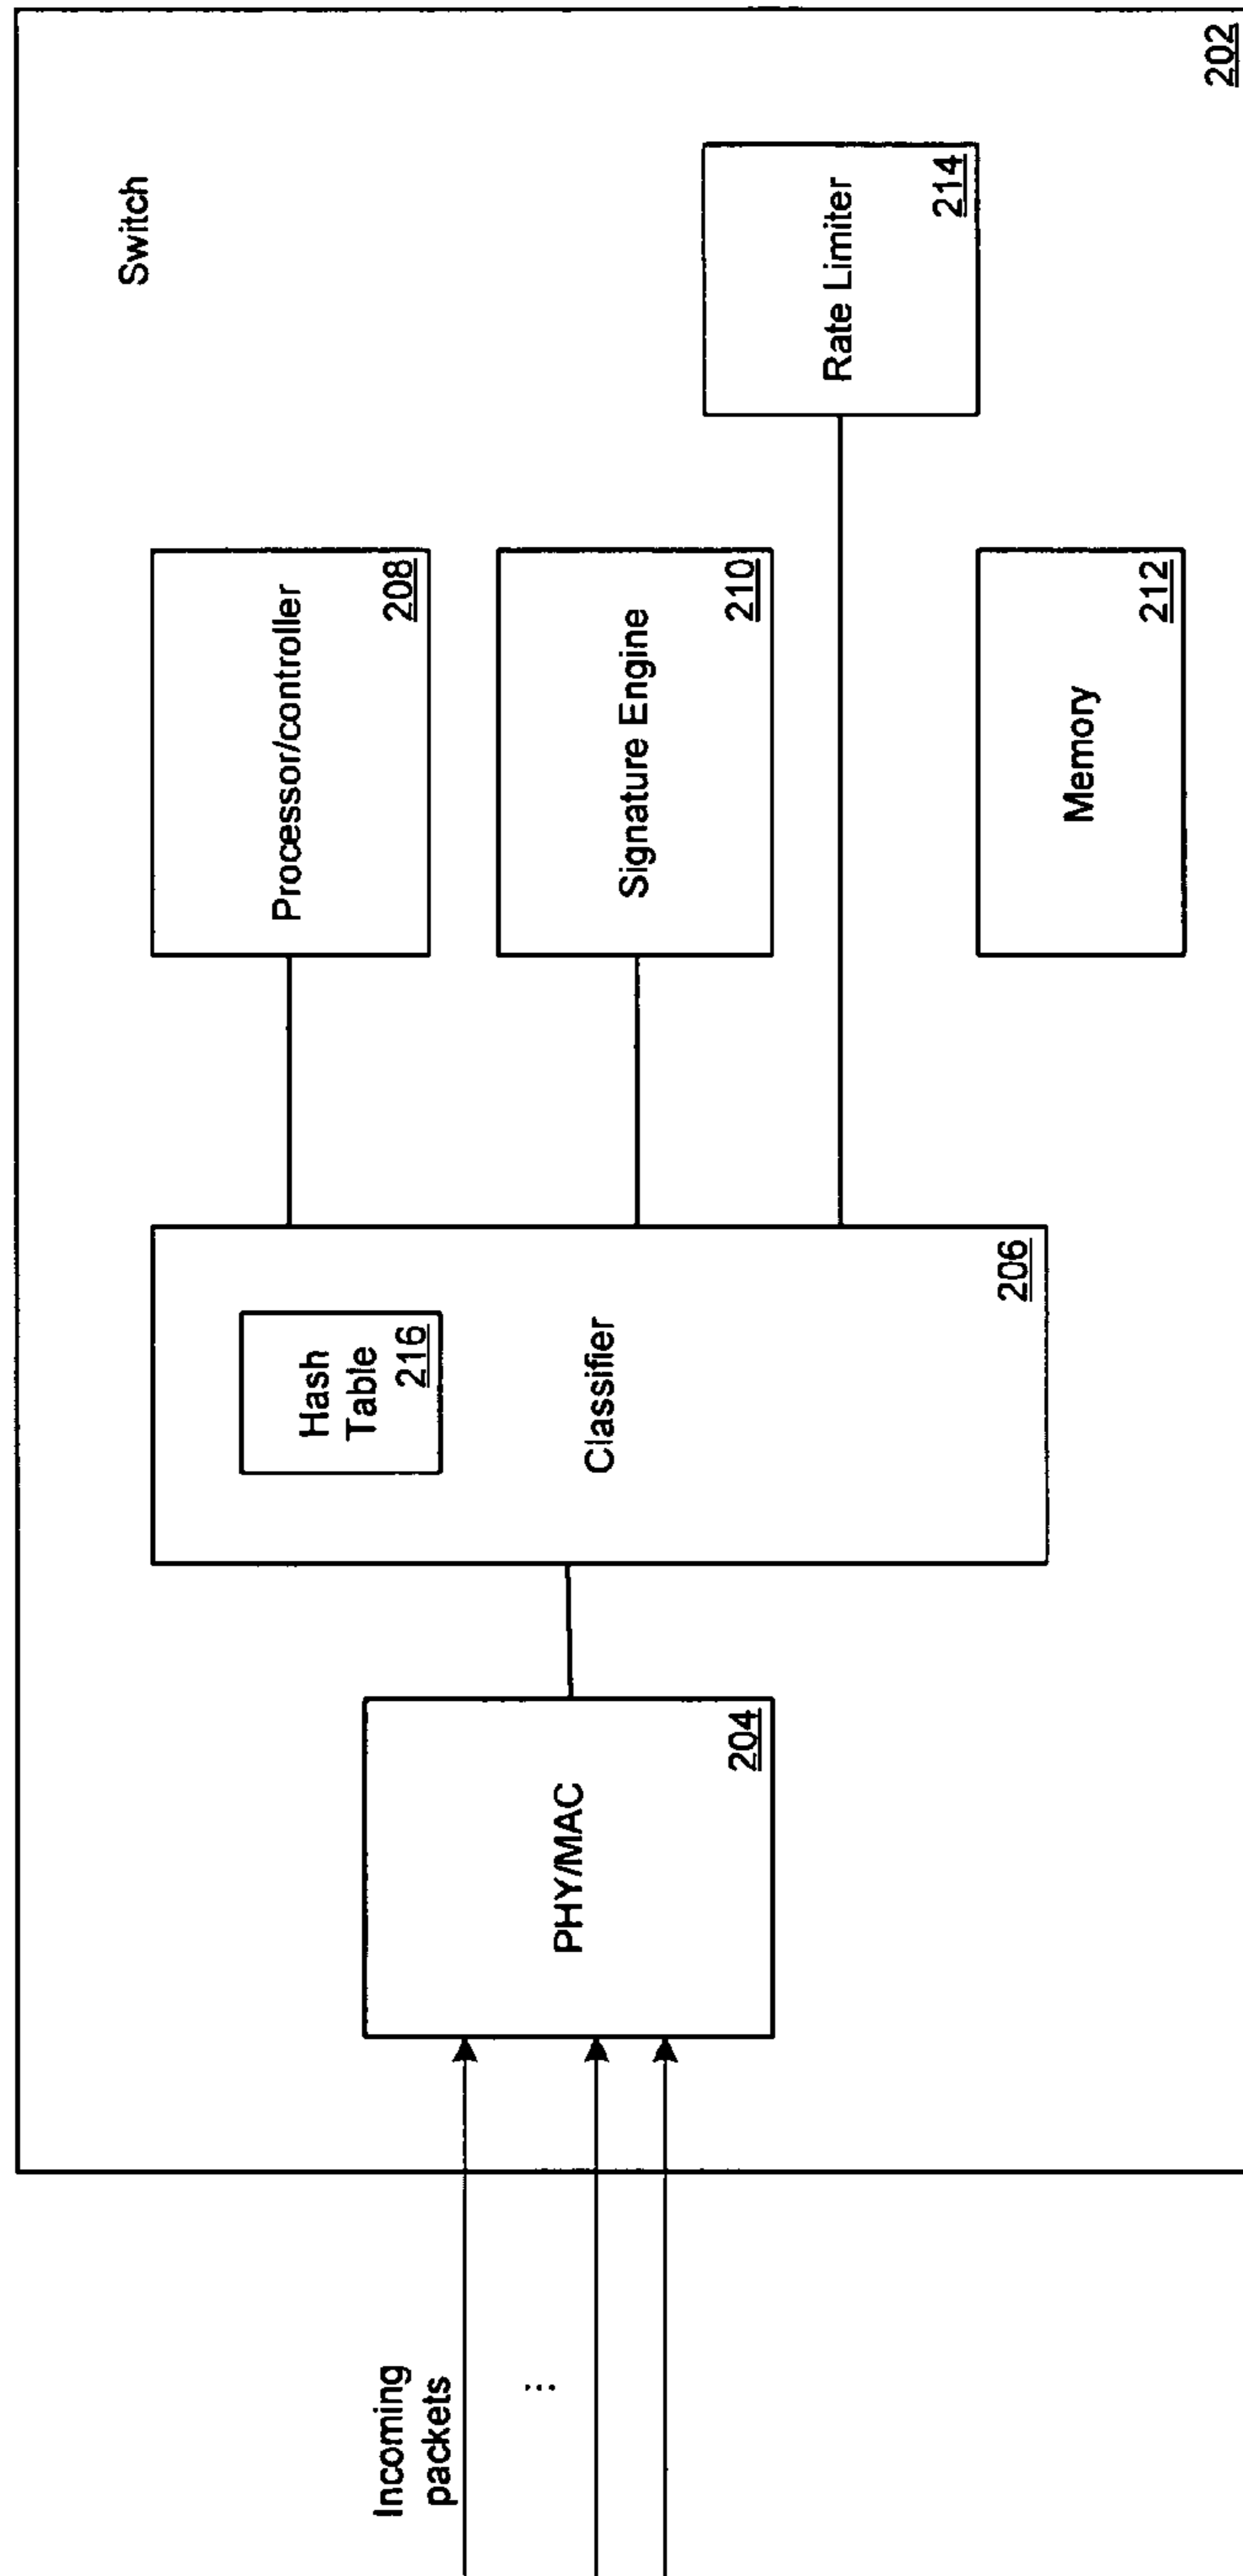 Switch
Incoming
packets
⋮
PHY/MAC
204
Hash
Table
216
Classifier
206
Processor/controller
208
Signature Engine
210
Memory
212
Rate Limiter
214
202